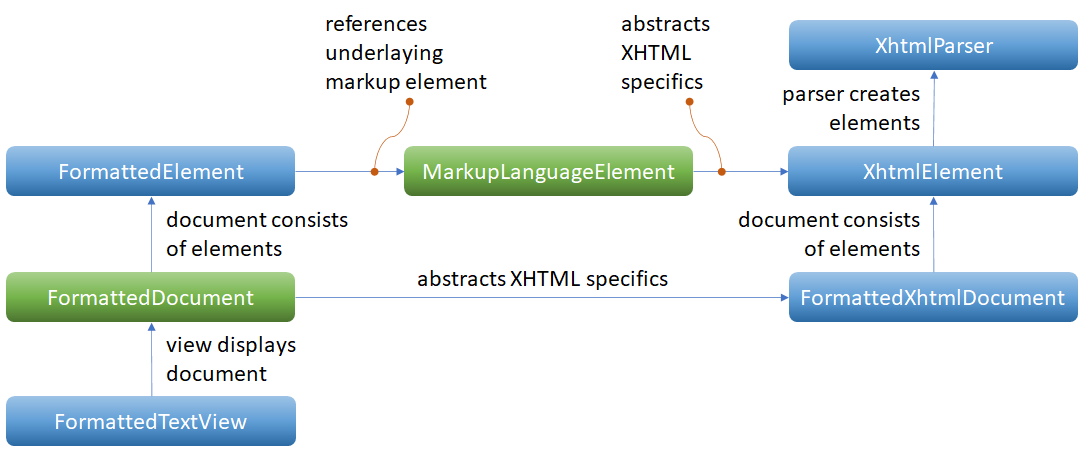 references
underlaying
markup element
abstracts
XHTML
specifics
XhtmlParser
parser creates
elements
FormattedElement
MarkupLanguageElement
XhtmlElement
document consists
of elements
document consists
of elements
FormattedDocument
abstracts XHTML specifics
FormattedXhtmlDocument
view displays
document
FormattedTextView